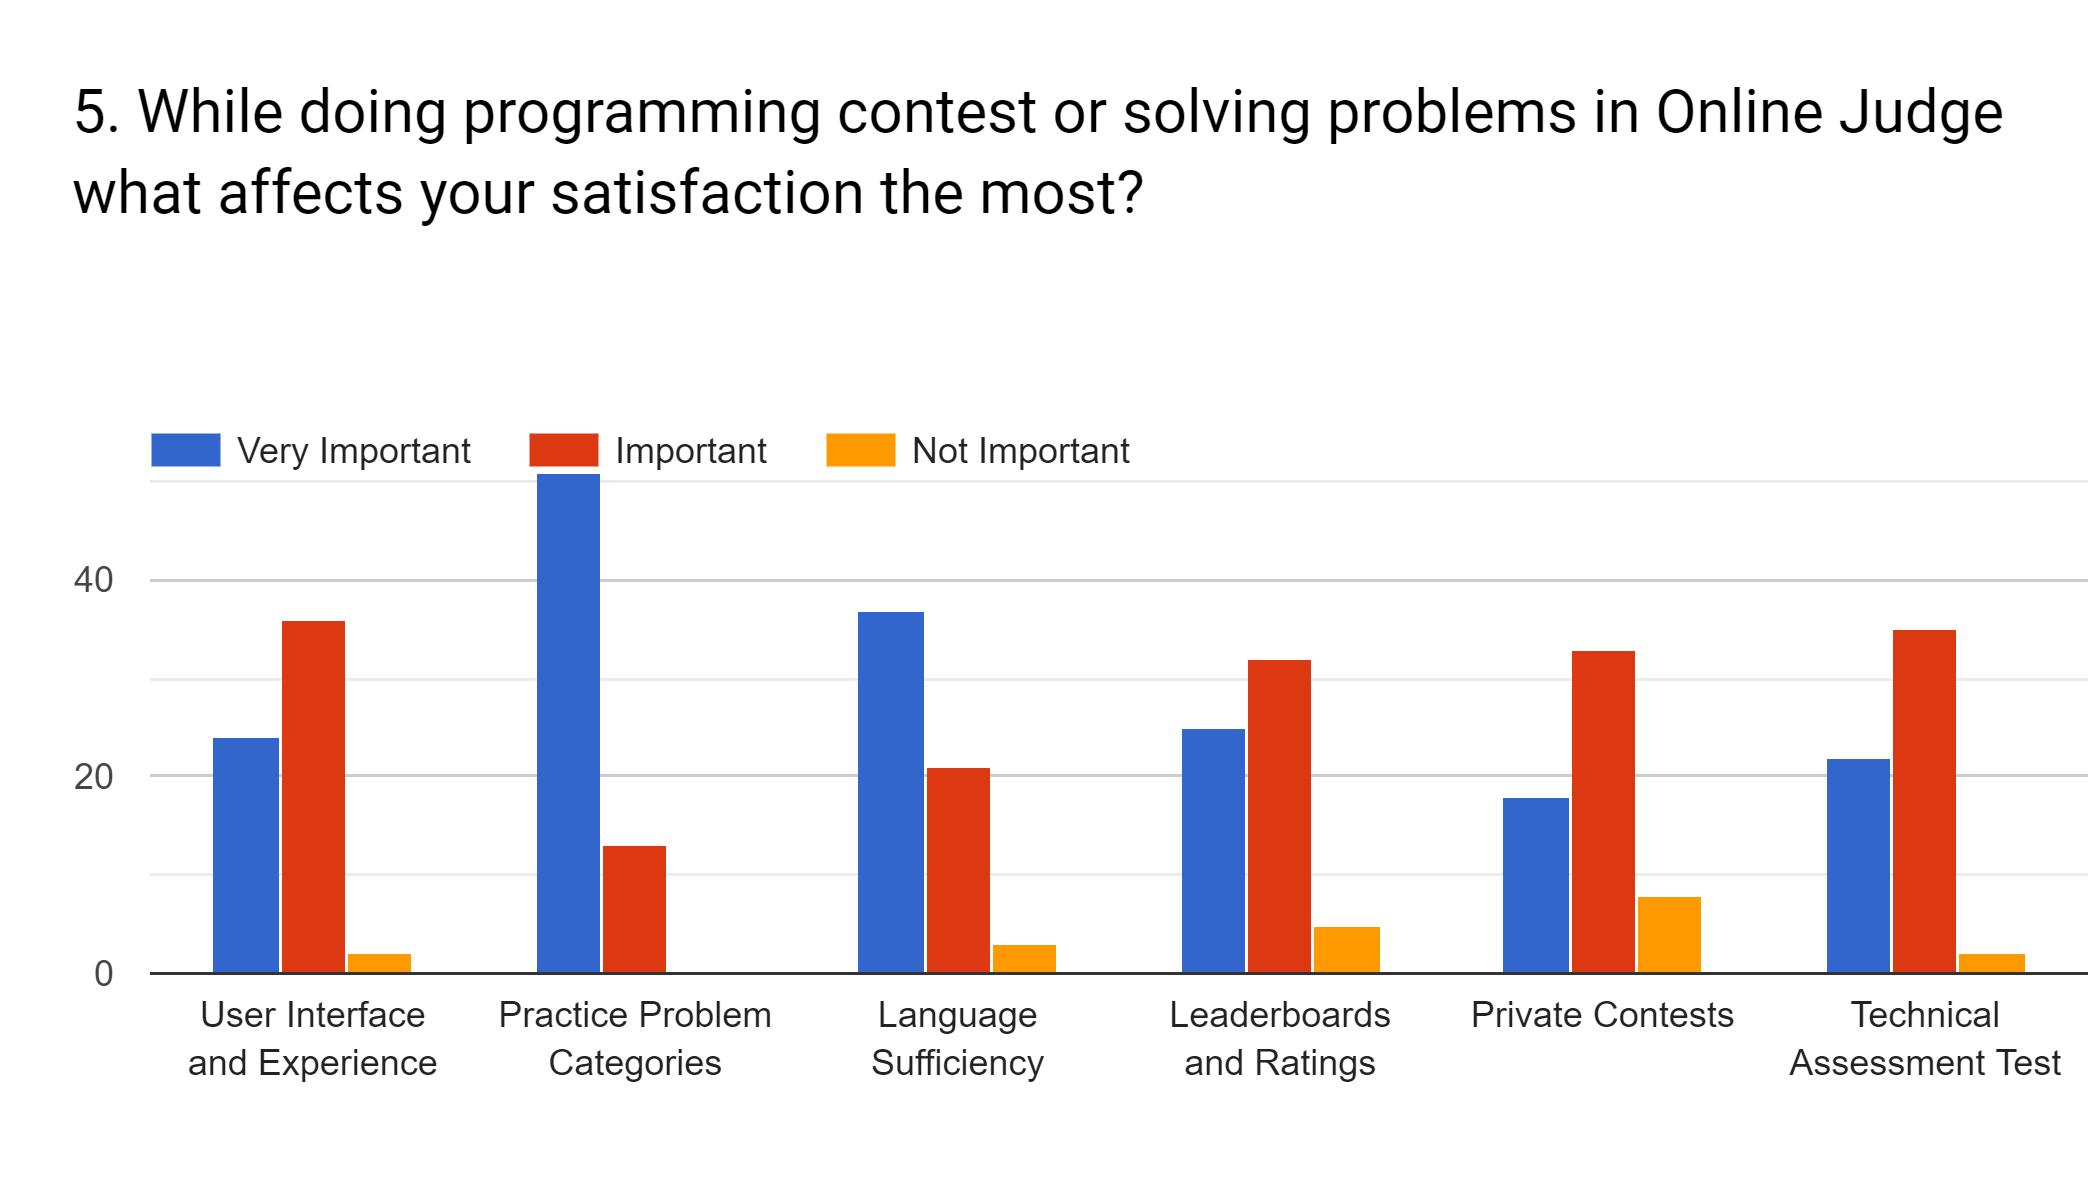 5. While doing programming contest or solving problems in Online Judge
what affects your satisfaction the most?
Very Important
Important
Not Important
40
20
0
User Interface
and Experience
Practice Problem
Categories
Language
Sufficiency
Leaderboards
and Ratings
Private Contests
Technical
Assessment Test